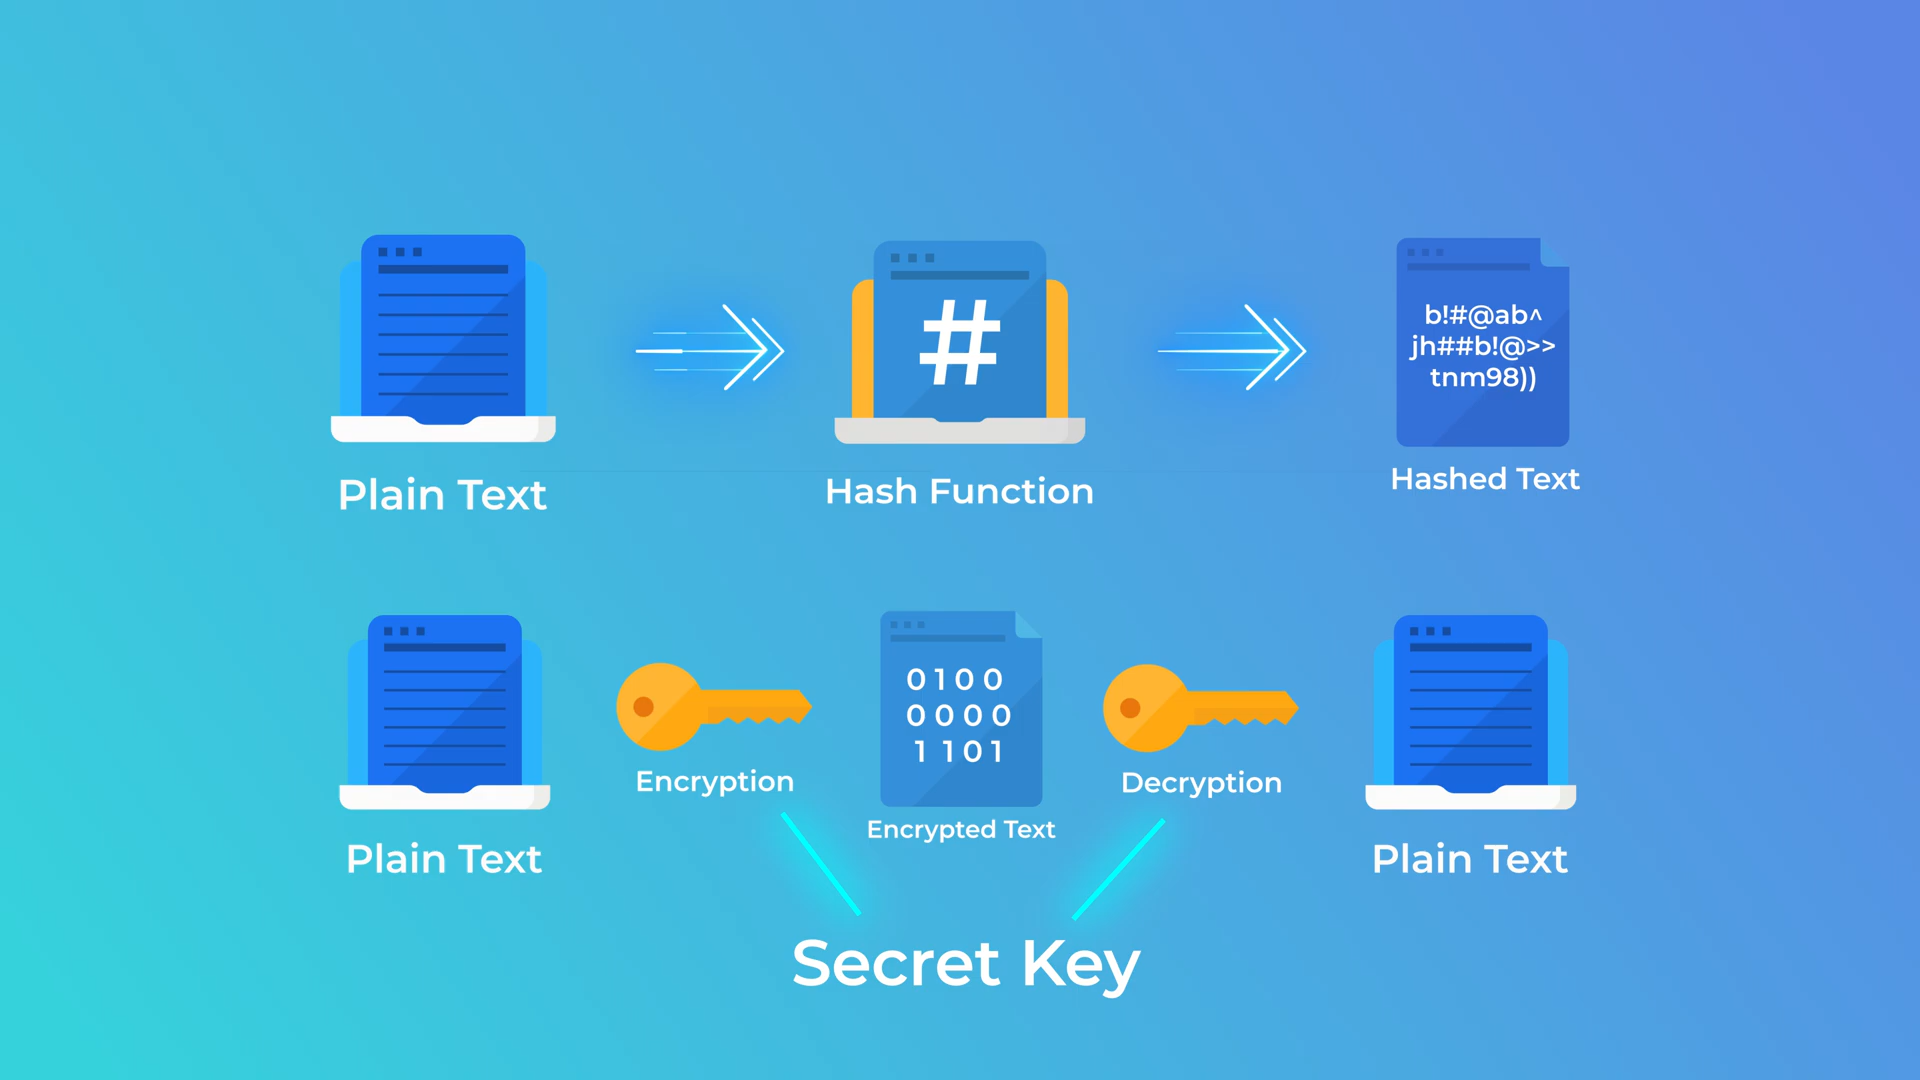 #
b!#@ab^
jh##b!@>>
tnm98))
Plain Text
Hash Function
Hashed Text
0100
0000
1101
Encryption
Decryption
Encrypted Text
Plain Text
Plain Text
Secret Key